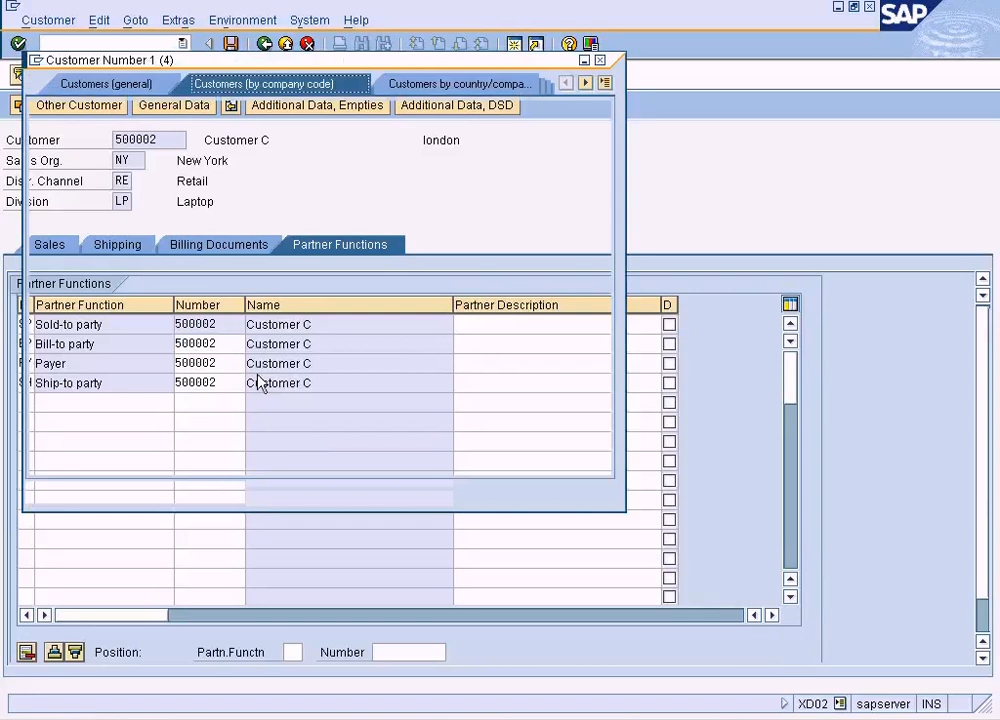 Customer Edit Goto Extras Environment System Help
SAP
Customer Number 1 (4)
Customers (general) Customers (by company code) Customers by country/compa...
Other Customer General Data Additional Data, Empties Additional Data, DSD
Customer 500002 Customer C london
Sales Org. NY New York
Distr. Channel RE Retail
Division LP Laptop
Sales Shipping Billing Documents Partner Functions
Partner Functions
Partner Function Number Name Partner Description D
Sold-to party 500002 Customer C
Bill-to party 500002 Customer C
Payer 500002 Customer C
Ship-to party 500002 Customer C
Position: Partn.Functn Number
XD02 sapserver INS